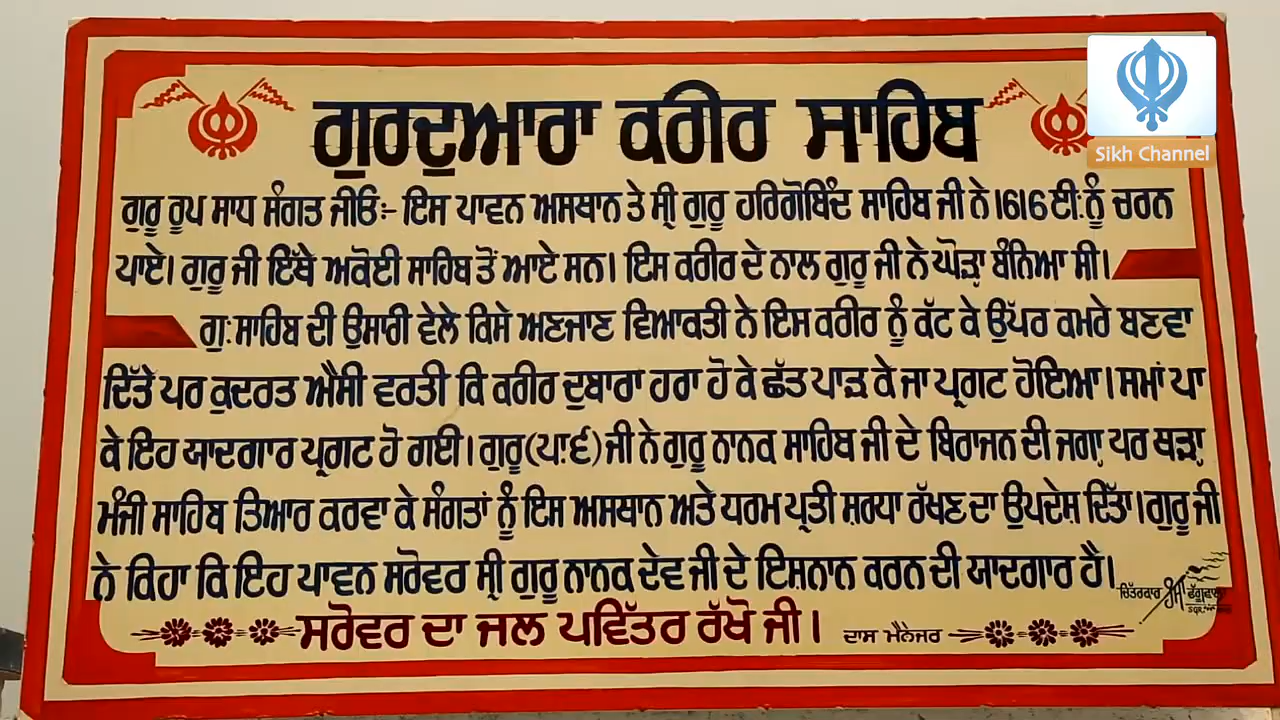 ਗੁਰਦੁਆਰਾ ਕਰੀਰ ਸਾਹਿਬ
Sikh Channel
ਗੁਰੂ ਰੂਪ ਸਾਧ ਸੰਗਤ ਜੀਓ:- ਇਸ ਪਾਵਨ ਅਸਥਾਨ ਤੇ ਸ੍ਰੀ ਗੁਰੂ ਹਰਿਗੋਬਿੰਦ ਸਾਹਿਬ ਜੀ ਨੇ 1616 ਈ: ਨੂੰ ਚਰਨ
ਪਾਏ। ਗੁਰੂ ਜੀ ਇੱਥੇ ਅਕੋਈ ਸਾਹਿਬ ਤੋਂ ਆਏ ਸਨ। ਇਸ ਕਰੀਰ ਦੇ ਨਾਲ ਗੁਰੂ ਜੀ ਨੇ ਘੋੜਾ ਬੰਨਿਆ ਸੀ।
ਗੁ: ਸਾਹਿਬ ਦੀ ਉਸਾਰੀ ਵੇਲੇ ਕਿਸੇ ਅਣਜਾਣ ਵਿਆਕਤੀ ਨੇ ਇਸ ਕਰੀਰ ਨੂੰ ਕੱਟ ਕੇ ਉੱਪਰ ਕਮਰੇ ਬਣਵਾ
ਦਿੱਤੇ ਪਰ ਕੁਦਰਤ ਐਸੀ ਵਰਤੀ ਕਿ ਕਰੀਰ ਦੁਬਾਰਾ ਹਰਾ ਹੋ ਕੇ ਛੱਤ ਪਾੜ ਕੇ ਜਾ ਪ੍ਰਗਟ ਹੋਇਆ। ਸਮਾਂ ਪਾ
ਕੇ ਇਹ ਯਾਦਗਾਰ ਪ੍ਰਗਟ ਹੋ ਗਈ। ਗੁਰੂ (ਪਾ:੬) ਜੀ ਨੇ ਗੁਰੂ ਨਾਨਕ ਸਾਹਿਬ ਜੀ ਦੇ ਬਿਰਾਜਨ ਦੀ ਜਗ੍ਹਾ ਪਰ ਥੜ੍ਹਾ
ਮੰਜੀ ਸਾਹਿਬ ਤਿਆਰ ਕਰਵਾ ਕੇ ਸੰਗਤਾਂ ਨੂੰ ਇਸ ਅਸਥਾਨ ਅਤੇ ਧਰਮ ਪ੍ਰਤੀ ਸ਼ਰਧਾ ਰੱਖਣ ਦਾ ਉਪਦੇਸ਼ ਦਿੱਤਾ। ਗੁਰੂ ਜੀ
ਨੇ ਕਿਹਾ ਕਿ ਇਹ ਪਾਵਨ ਸਰੋਵਰ ਸ੍ਰੀ ਗੁਰੂ ਨਾਨਕ ਦੇਵ ਜੀ ਦੇ ਇਸ਼ਨਾਨ ਕਰਨ ਦੀ ਯਾਦਗਾਰ ਹੈ।
ਚਿੱਤਰਕਾਰ
ਸਰੋਵਰ ਦਾ ਜਲ ਪਵਿੱਤਰ ਰੱਖੋ ਜੀ। ਦਾਸ ਮੈਨੇਜਰ